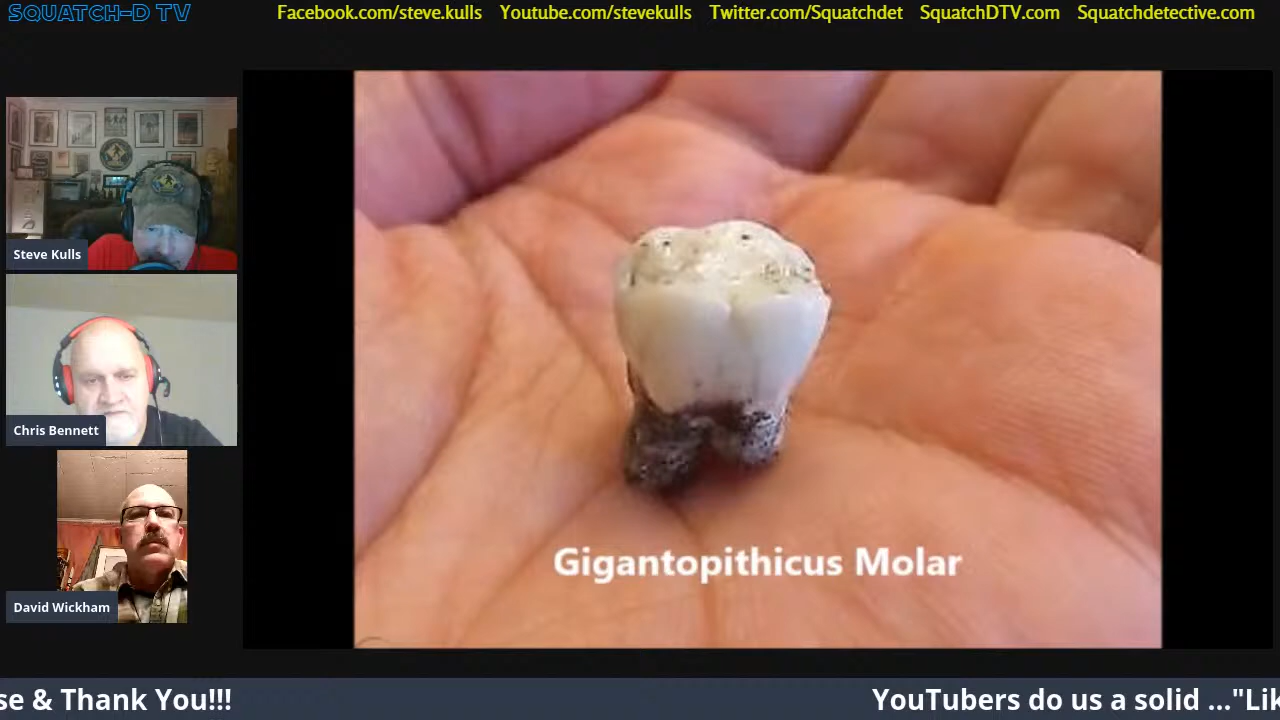 SQUATCH-D TV
Facebook.com/steve.kulls Youtube.com/stevekulls Twitter.com/Squatchdet SquatchDTV.com Squatchdetective.com
Steve Kulls
Chris Bennett
David Wickham
Gigantopithicus Molar
se & Thank You!!! YouTubers do us a solid ..."Lik